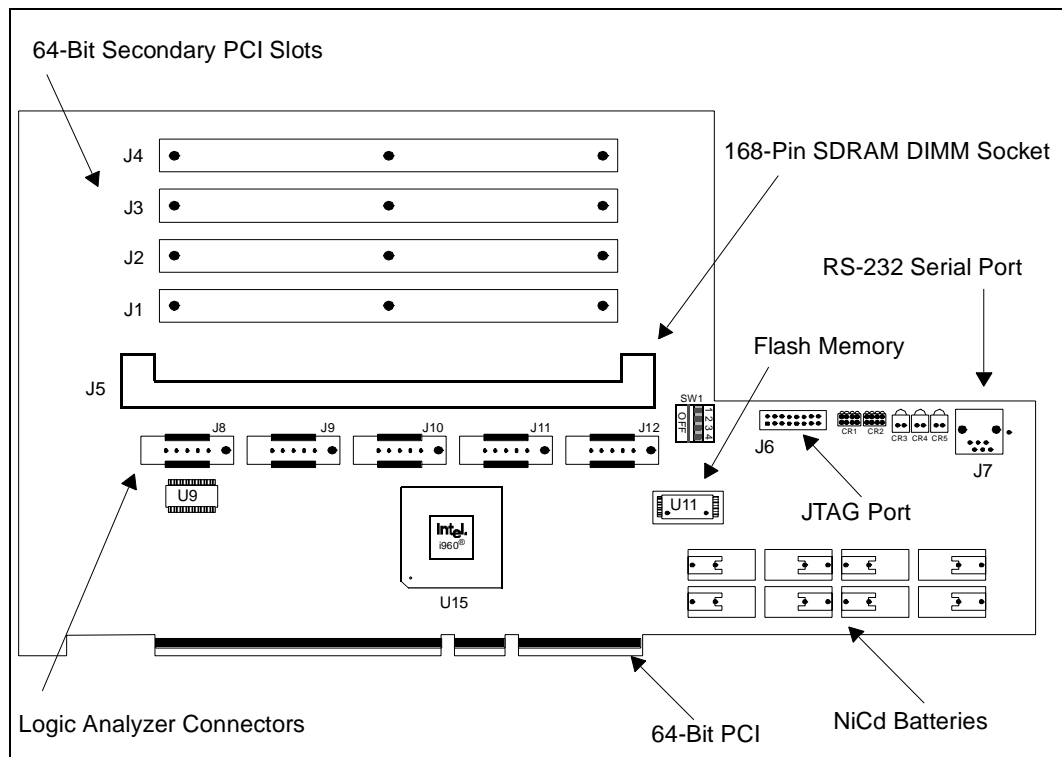 64-Bit Secondary PCI Slots
J4
168-Pin SDRAM DIMM Socket
J3
J2
RS-232 Serial Port
J1
Flash Memory
J5
SW1
OFF
1
2
3
4
J8
J9
J10
J11
J12
J6
CR1
CR2
CR3
CR4
CR5
J7
U9
U11
JTAG Port
intel.
i960®
U15
Logic Analyzer Connectors
64-Bit PCI
NiCd Batteries